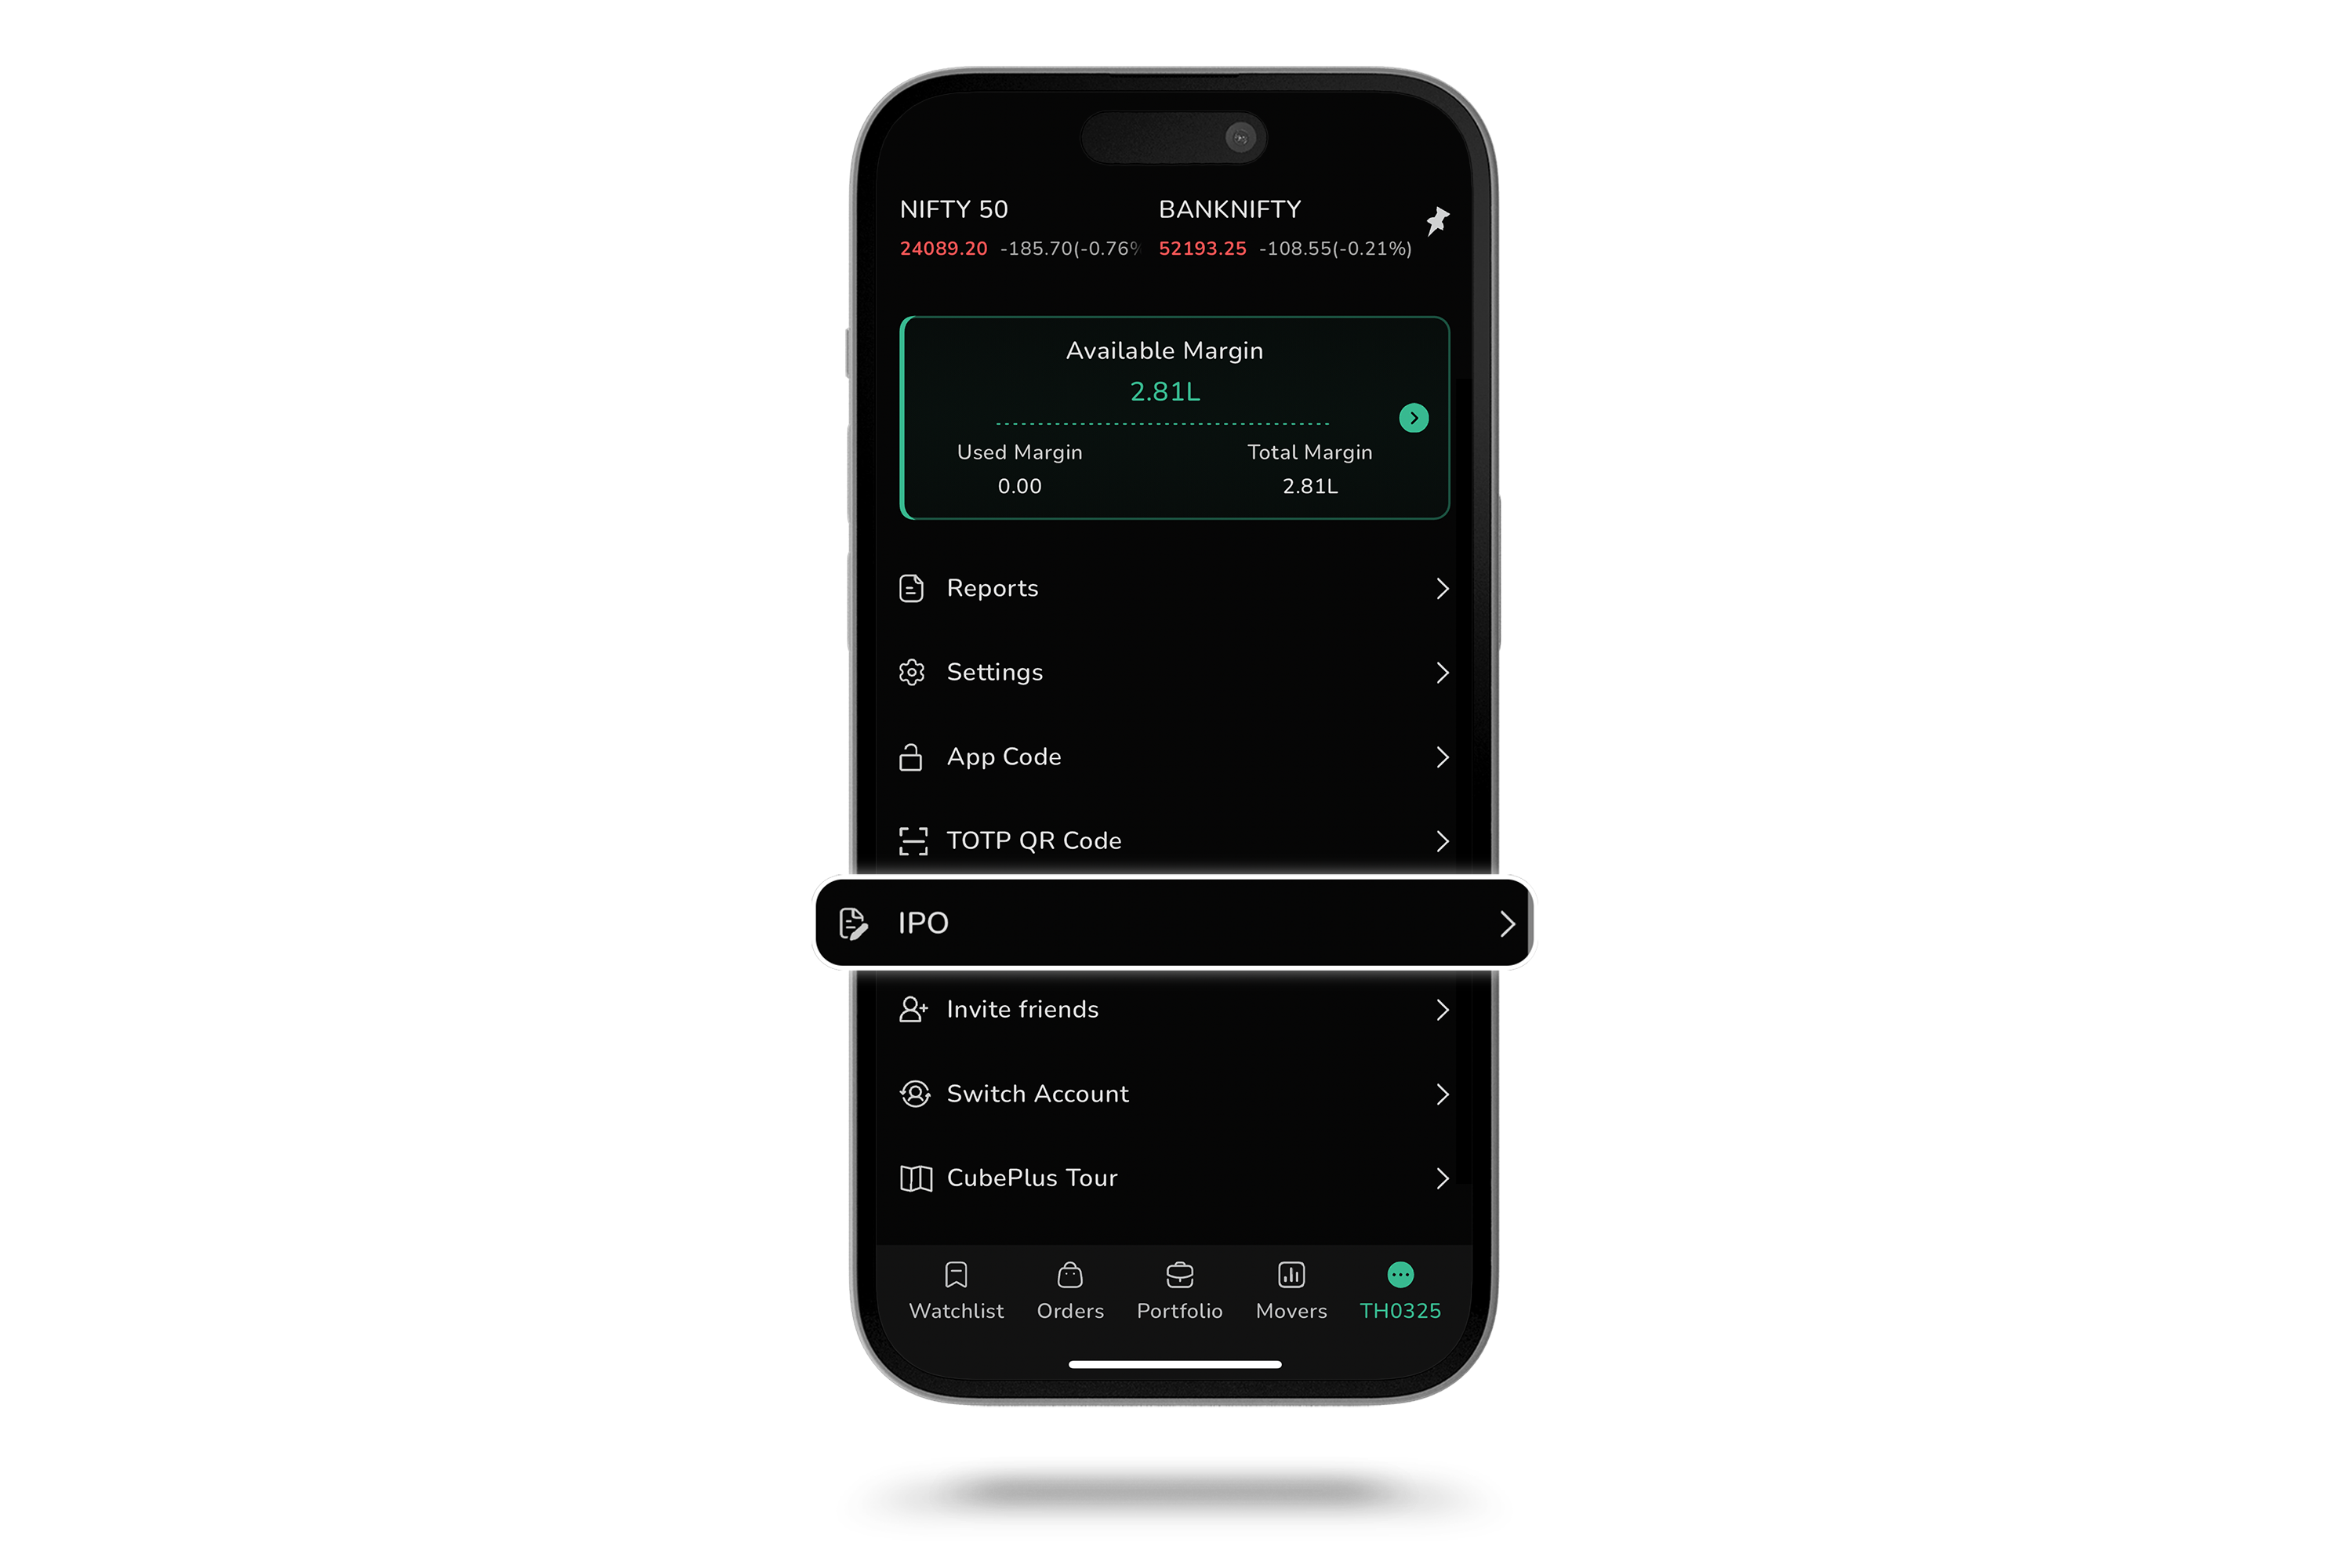 NIFTY 50 BANKNIFTY
24089.20 -185.70(-0.76% 52193.25 -108.55(-0.21%)
Available Margin
2.81L
Used Margin Total Margin
0.00 2.81L
Reports
Settings
App Code
TOTP QR Code
IPO
Invite friends
Switch Account
CubePlus Tour
Watchlist Orders Portfolio Movers TH0325